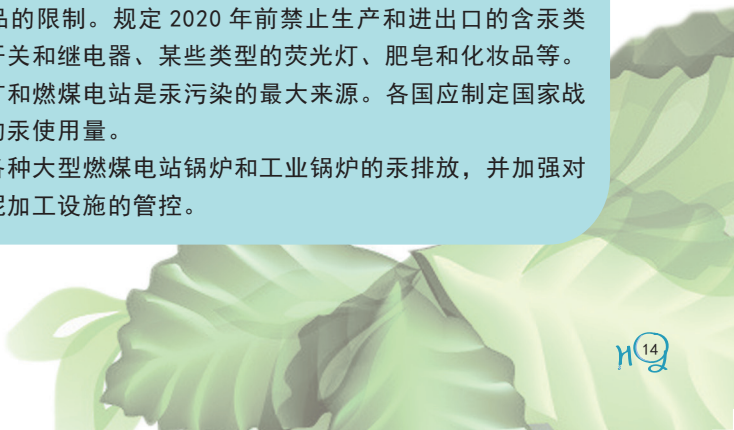 品的限制。规定 2020 年前禁止生产和进出口的含汞类
开关和继电器、某些类型的荧光灯、肥皂和化妆品等。
矿和燃煤电站是汞污染的最大来源。各国应制定国家战
的汞使用量。
各种大型燃煤电站锅炉和工业锅炉的汞排放，并加强对
泥加工设施的管控。
Hg
14